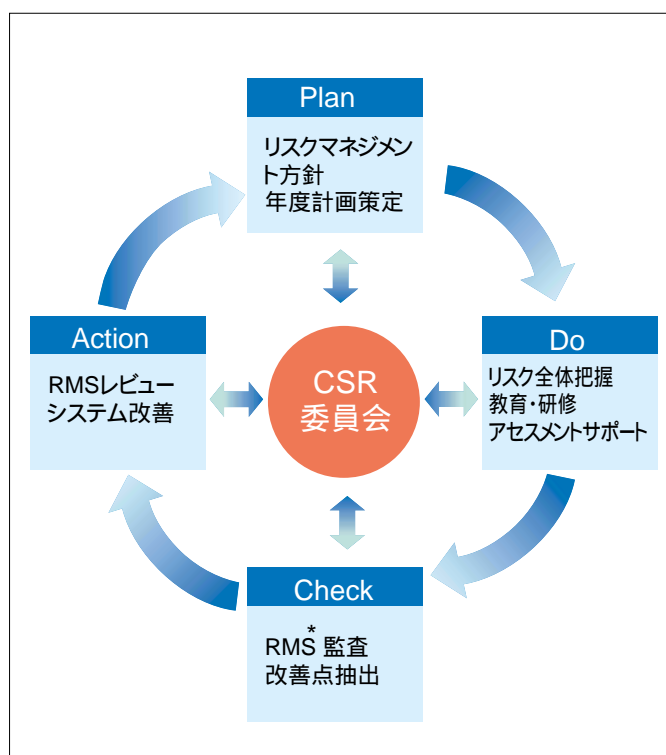 Plan
リスクマネジメン
ト方針
年度計画策定
Action
RMSレビュー
システム改善
CSR
委員会
Do
リスク全体把握
教育・研修
アセスメントサポート
Check
RMS* 監査
改善点抽出